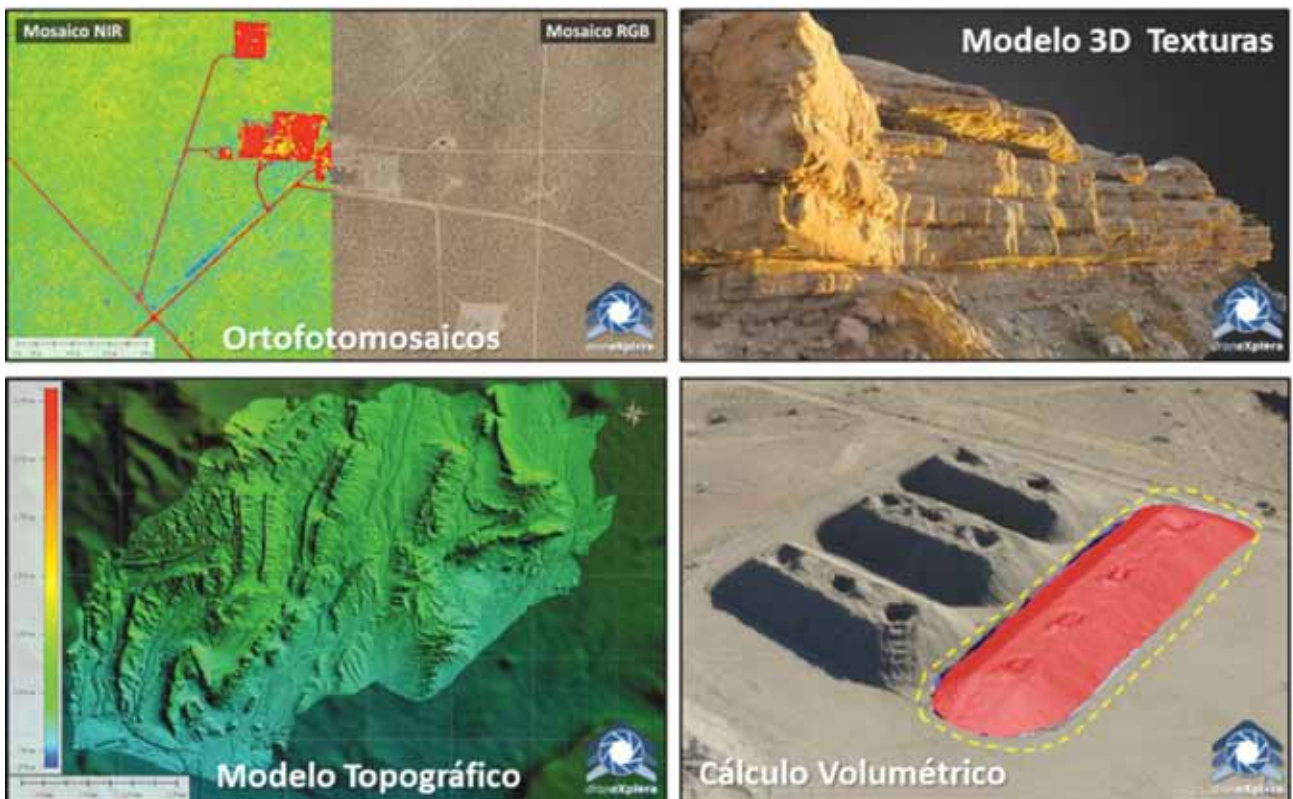 Mosaico NIR
Mosaico RGB
Ortofotomosaicos
droneXplora
Modelo 3D Texturas
droneXplora
Modelo Topográfico
droneXplora
Cálculo Volumétrico
droneXplora